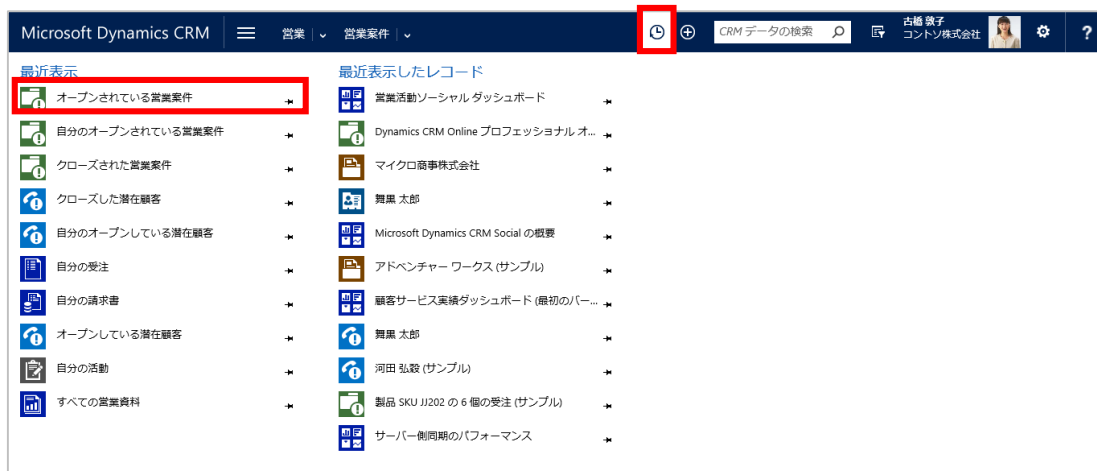 Microsoft Dynamics CRM 営業 営業案件 CRM データの検索 古橋 敦子
コントソ株式会社 ?
最近表示
オープンされている営業案件
自分のオープンされている営業案件
クローズされた営業案件
クローズした潜在顧客
自分のオープンしている潜在顧客
自分の受注
自分の請求書
オープンしている潜在顧客
自分の活動
すべての営業資料
最近表示したレコード
営業活動ソーシャル ダッシュボード
Dynamics CRM Online プロフェッショナル オ...
マイクロ商事株式会社
舞黒 太郎
Microsoft Dynamics CRM Social の概要
アドベンチャー ワークス (サンプル)
顧客サービス実績ダッシュボード (最初のバー...
舞黒 太郎
河田 弘毅 (サンプル)
製品 SKU JJ202 の 6 個の受注 (サンプル)
サーバー側同期のパフォーマンス